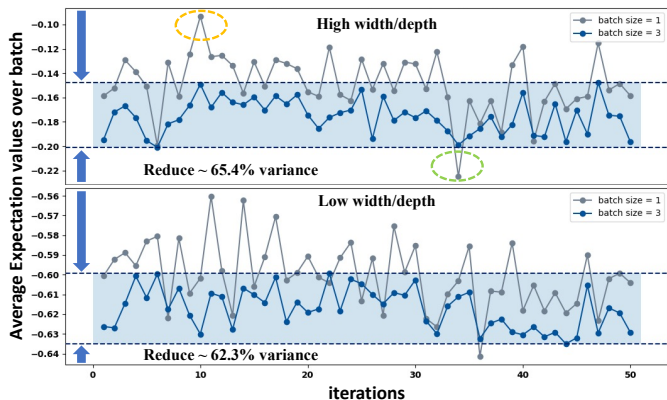 Average Expectation values over batch
High width/depth
batch size = 1
batch size = 3
−0.10
−0.12
−0.14
−0.16
−0.18
−0.20
−0.22
Reduce ~ 65.4% variance
Low width/depth
batch size = 1
batch size = 3
−0.56
−0.57
−0.58
−0.59
−0.60
−0.61
−0.62
−0.63
−0.64
Reduce ~ 62.3% variance
0 10 20 30 40 50
iterations